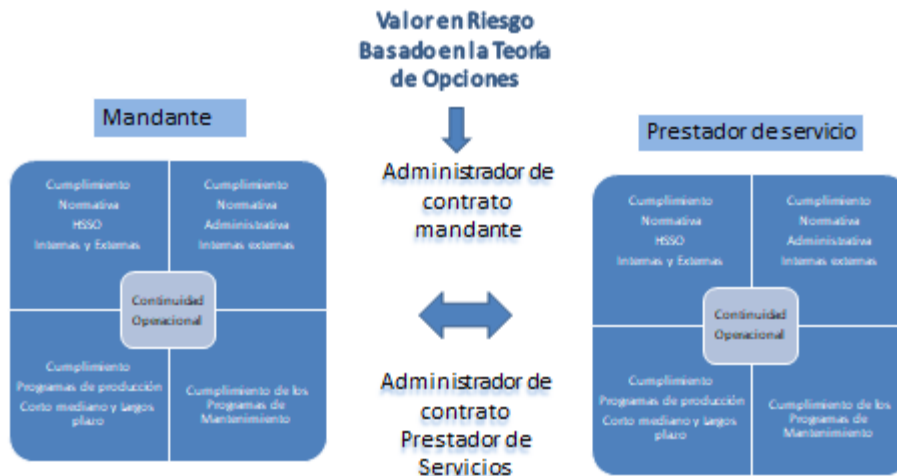 Valor en Riesgo
Basado en la Teoría
de Opciones
Mandante
Cumplimiento
Normativa
HSSO
Internas y Externas
Cumplimiento
Normativa
Administrativa
Internas externas
Continuidad
Operacional
Cumplimiento
Programas de producción
Corto mediano y Largos
plazo
Cumplimiento de los
Programas de
Mantenimiento
Administrador de
contrato
mandante
Administrador de
contrato
Prestador de
Servicios
Prestador de servicio
Cumplimiento
Normativa
HSSO
Internas y Externas
Cumplimiento
Normativa
Administrativa
Internas externas
Continuidad
Operacional
Cumplimiento
Programas de producción
Corto mediano y Largos
plazo
Cumplimiento de los
Programas de
Mantenimiento